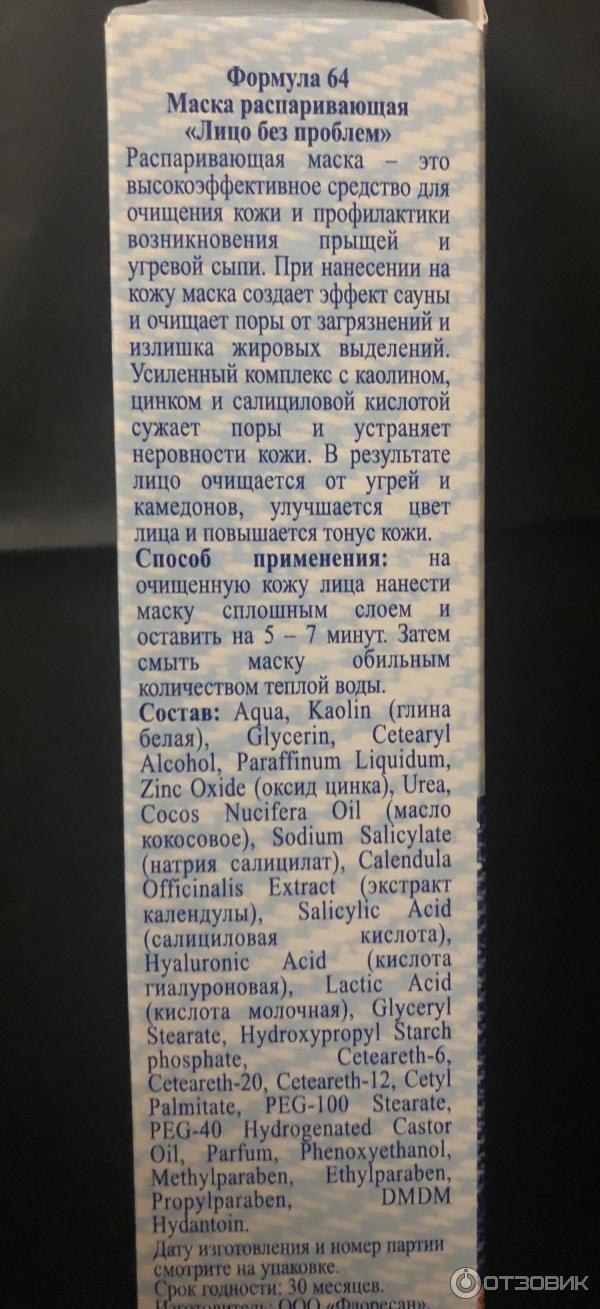 Формула 64
Маска распаривающая
«Лицо без проблем»
Распаривающая маска – это
высокоэффективное средство для
очищения кожи и профилактики
возникновения прыщей и
угревой сыпи. При нанесении на
кожу маска создает эффект сауны
и очищает поры от загрязнений и
излишка жировых выделений.
Усиленный комплекс с каолином,
цинком и салициловой кислотой
сужает поры и устраняет
неровности кожи. В результате
лицо очищается от угрей и
камедонов, улучшается цвет
лица и повышается тонус кожи.
Способ применения: на
очищенную кожу лица нанести
маску сплошным слоем и
оставить на 5 – 7 минут. Затем
смыть маску обильным
количеством теплой воды.
Состав: Aqua, Kaolin (глина
белая), Glycerin, Cetearyl
Alcohol, Paraffinum Liquidum,
Zinc Oxide (оксид цинка), Urea,
Cocos Nucifera Oil (масло
кокосовое), Sodium Salicylate
(натрия салицилат), Calendula
Officinalis Extract (экстракт
календулы), Salicylic Acid
(салициловая кислота),
Hyaluronic Acid (кислота
гиалуроновая), Lactic Acid
(кислота молочная), Glyceryl
Stearate, Hydroxypropyl Starch
phosphate, Ceteareth-6,
Ceteareth-20, Ceteareth-12, Cetyl
Palmitate, PEG-100 Stearate,
PEG-40 Hydrogenated Castor
Oil, Parfum, Phenoxyethanol,
Methylparaben, Ethylparaben,
Propylparaben, DMDM
Hydantoin.
Дату изготовления и номер партии
смотрите на упаковке.
Срок годности: 30 месяцев.
Изготовитель: ООО «Флоресан»
ОТЗОВИК